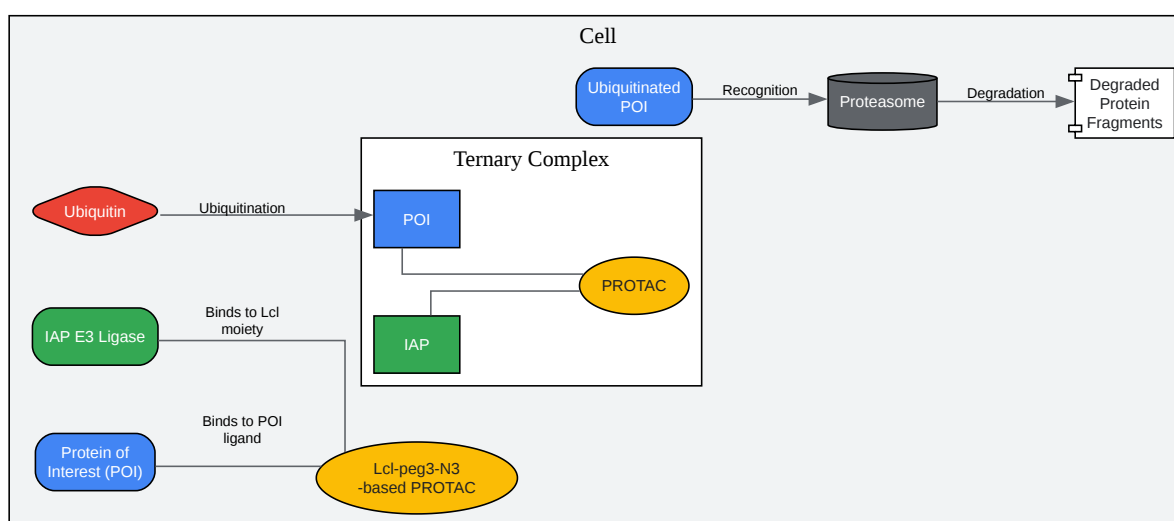 Cell
Ubiquitinated
POI
Recognition
Proteasome
Degradation
Degraded
Protein
Fragments
Ternary Complex
Ubiquitin
Ubiquitination
POI
PROTAC
IAP E3 Ligase
Binds to Lcl
moiety
IAP
Protein of
Interest (POI)
Binds to POI
ligand
Lcl-peg3-N3
-based PROTAC